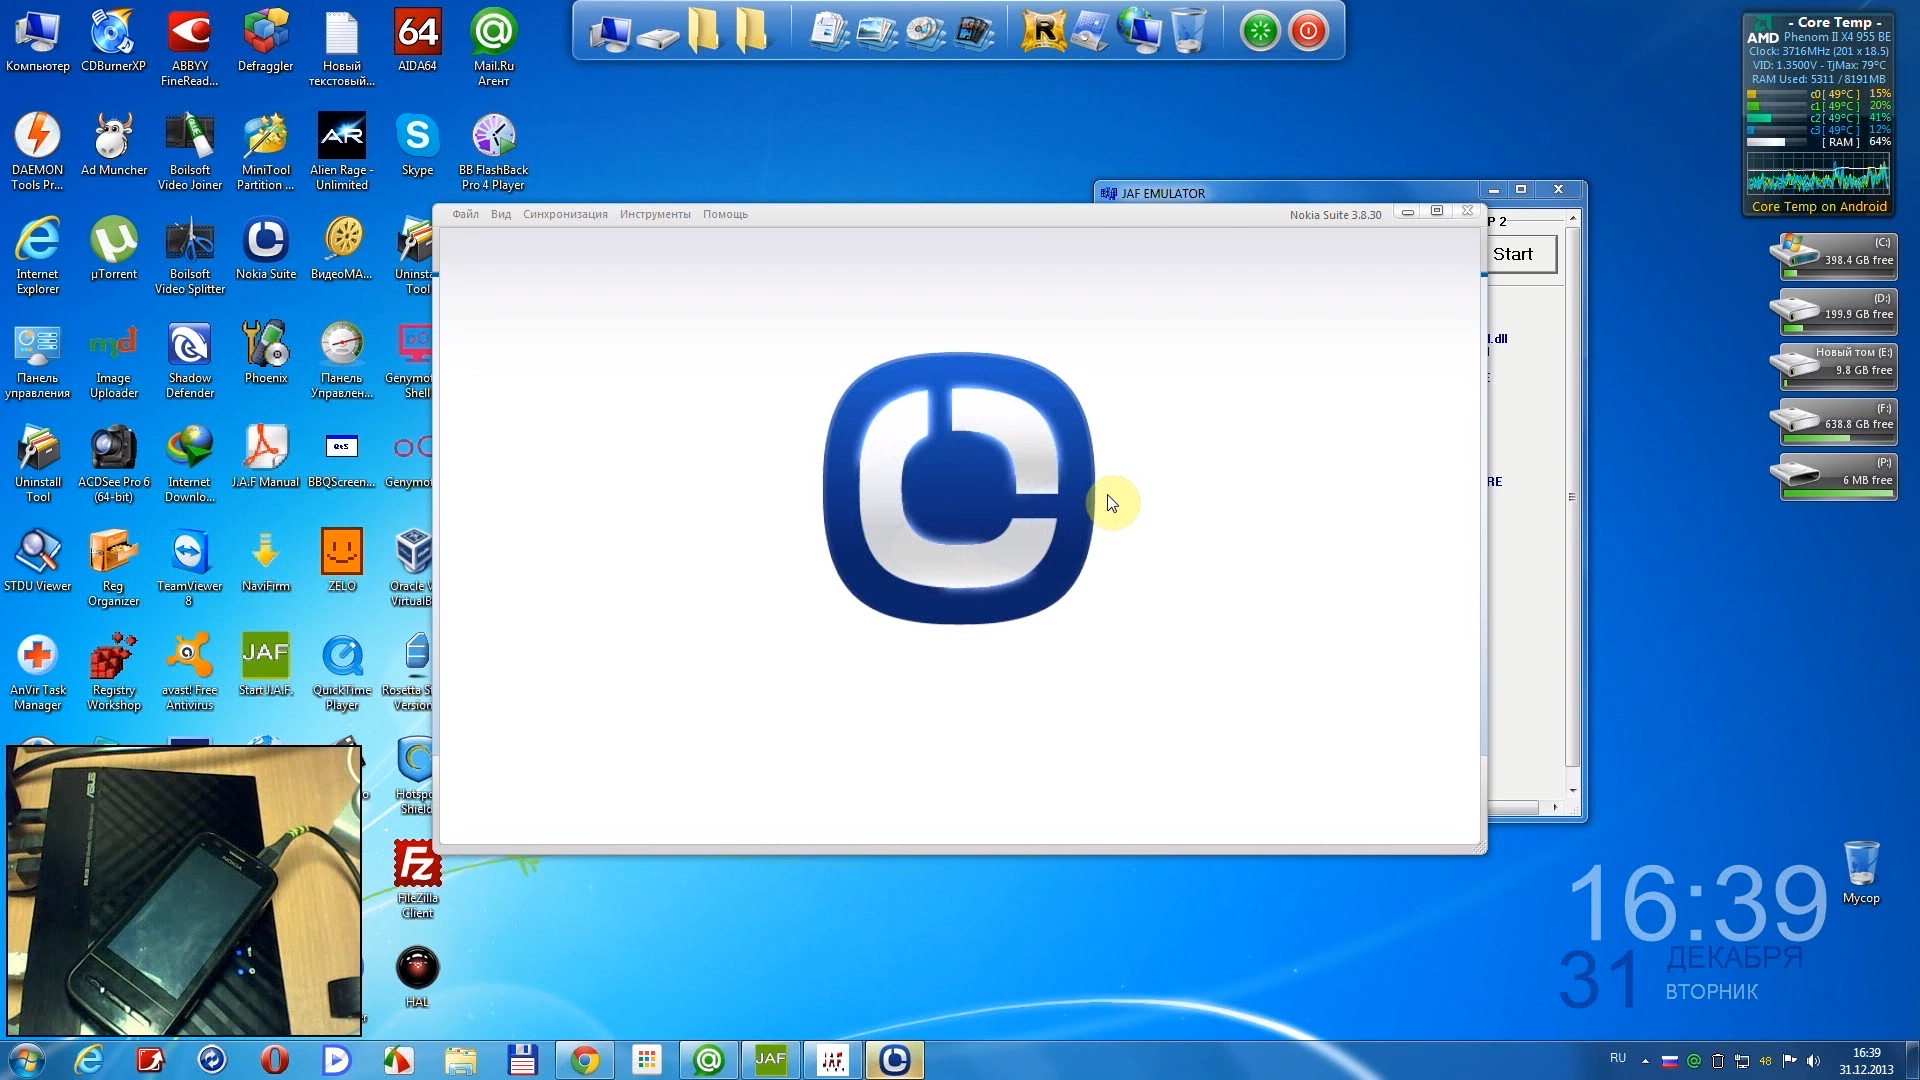 Компьютер
CDBurnerXP
ABBYY
FineRead...
Defraggler
Новый
текстовый...
64
AIDA64
Mail.Ru
Агент
DAEMON
Tools Pr...
Ad Muncher
Boilsoft
Video Joiner
MiniTool
Partition ...
AR
Alien Rage -
Unlimited
Skype
BB FlashBack
Pro 4 Player
Internet
Explorer
µTorrent
Boilsoft
Video Splitter
Nokia Suite
ВидеоМА...
Панель
управления
Image
Uploader
Shadow
Defender
Phoenix
Панель
Управлен...
Uninstall
Tool
ACDSee Pro 6
(64-bit)
Internet
Downlo...
J.A.F Manual
BBQScreen...
STDU Viewer
Reg
Organizer
TeamViewer
8
NaviFirm
ZELO
AnVir Task
Manager
Registry
Workshop
avast! Free
Antivirus
JAF
Start J.A.F.
QuickTime
Player
FileZilla
Client
HAL
ASUS
NOKIA
JAF EMULATOR
P 2
Start
l.dll
RE
Файл Вид Синхронизация Инструменты Помощь
Nokia Suite 3.8.30
- Core Temp -
AMD Phenom II X4 955 BE
Clock: 3716MHz (201 x 18.5)
VID: 1.3500V - TjMax: 79°C
RAM Used: 5311 / 8191MB
c0[ 49°C ] 15%
c1[ 49°C ] 20%
c2[ 49°C ] 41%
c3[ 49°C ] 12%
[ RAM ] 64%
Core Temp on Android
(C:)
398.4 GB free
(D:)
199.9 GB free
Новый том (E:)
9.8 GB free
(F:)
638.8 GB free
(P:)
6 MB free
Мусор
16:39
31 ДЕКАБРЯ
ВТОРНИК
JAF
JAF
RU
48
16:39
31.12.2013